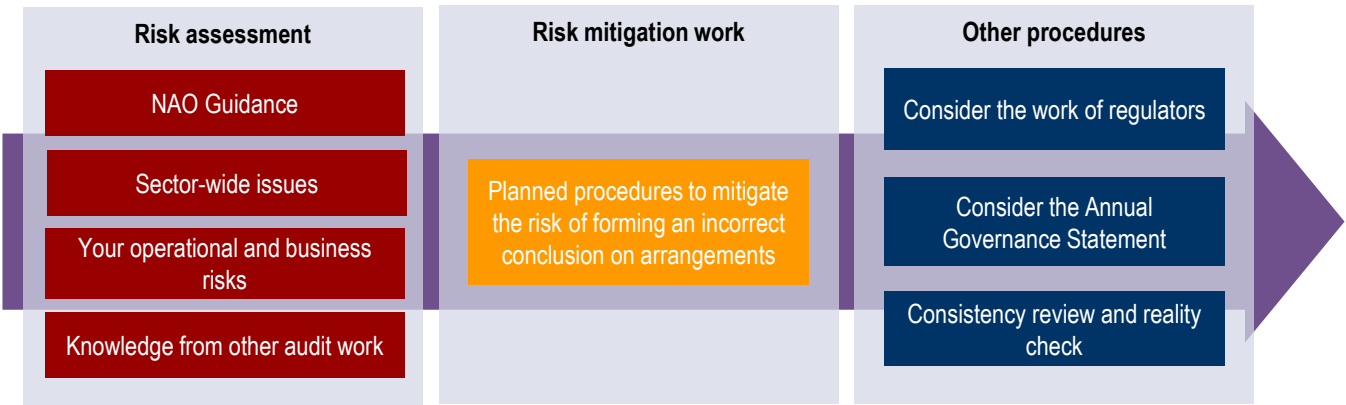 Risk assessment
NAO Guidance
Sector-wide issues
Your operational and business
risks
Knowledge from other audit work
Risk mitigation work
Planned procedures to mitigate
the risk of forming an incorrect
conclusion on arrangements
Other procedures
Consider the work of regulators
Consider the Annual
Governance Statement
Consistency review and reality
check